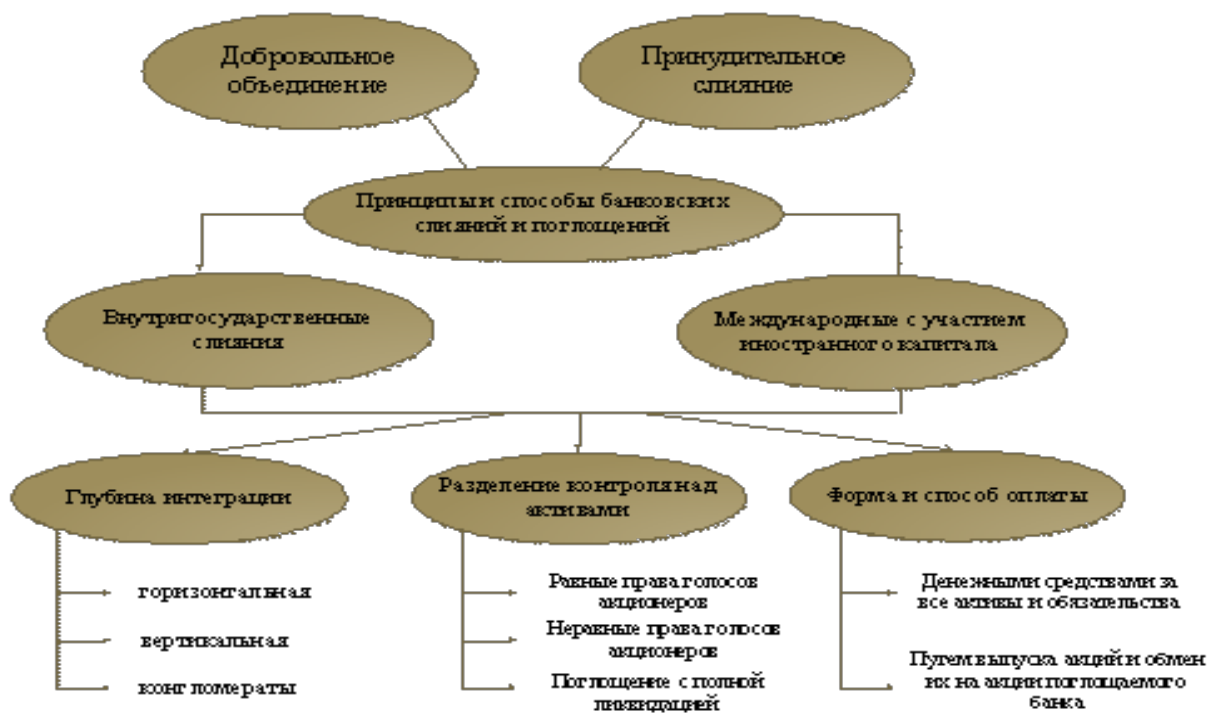 Добровольное
объединение
Принудительное
слияние
Принципы и способы банковских
слияний и поглощений
Внутригосударственные
слияния
Международные с участием
иностранного капитала
Глубина интеграции
Разделение контроля над
активами
Форма и способ оплаты
горизонтальная
вертикальная
конгломераты
Равные права голосов
акционеров
Неравные права голосов
акционеров
Поглощение с полной
ликвидацией
Денежными средствами за
все активы и обязательства
Путем выпуска акций и обмен
их на акции поглощаемого
банка